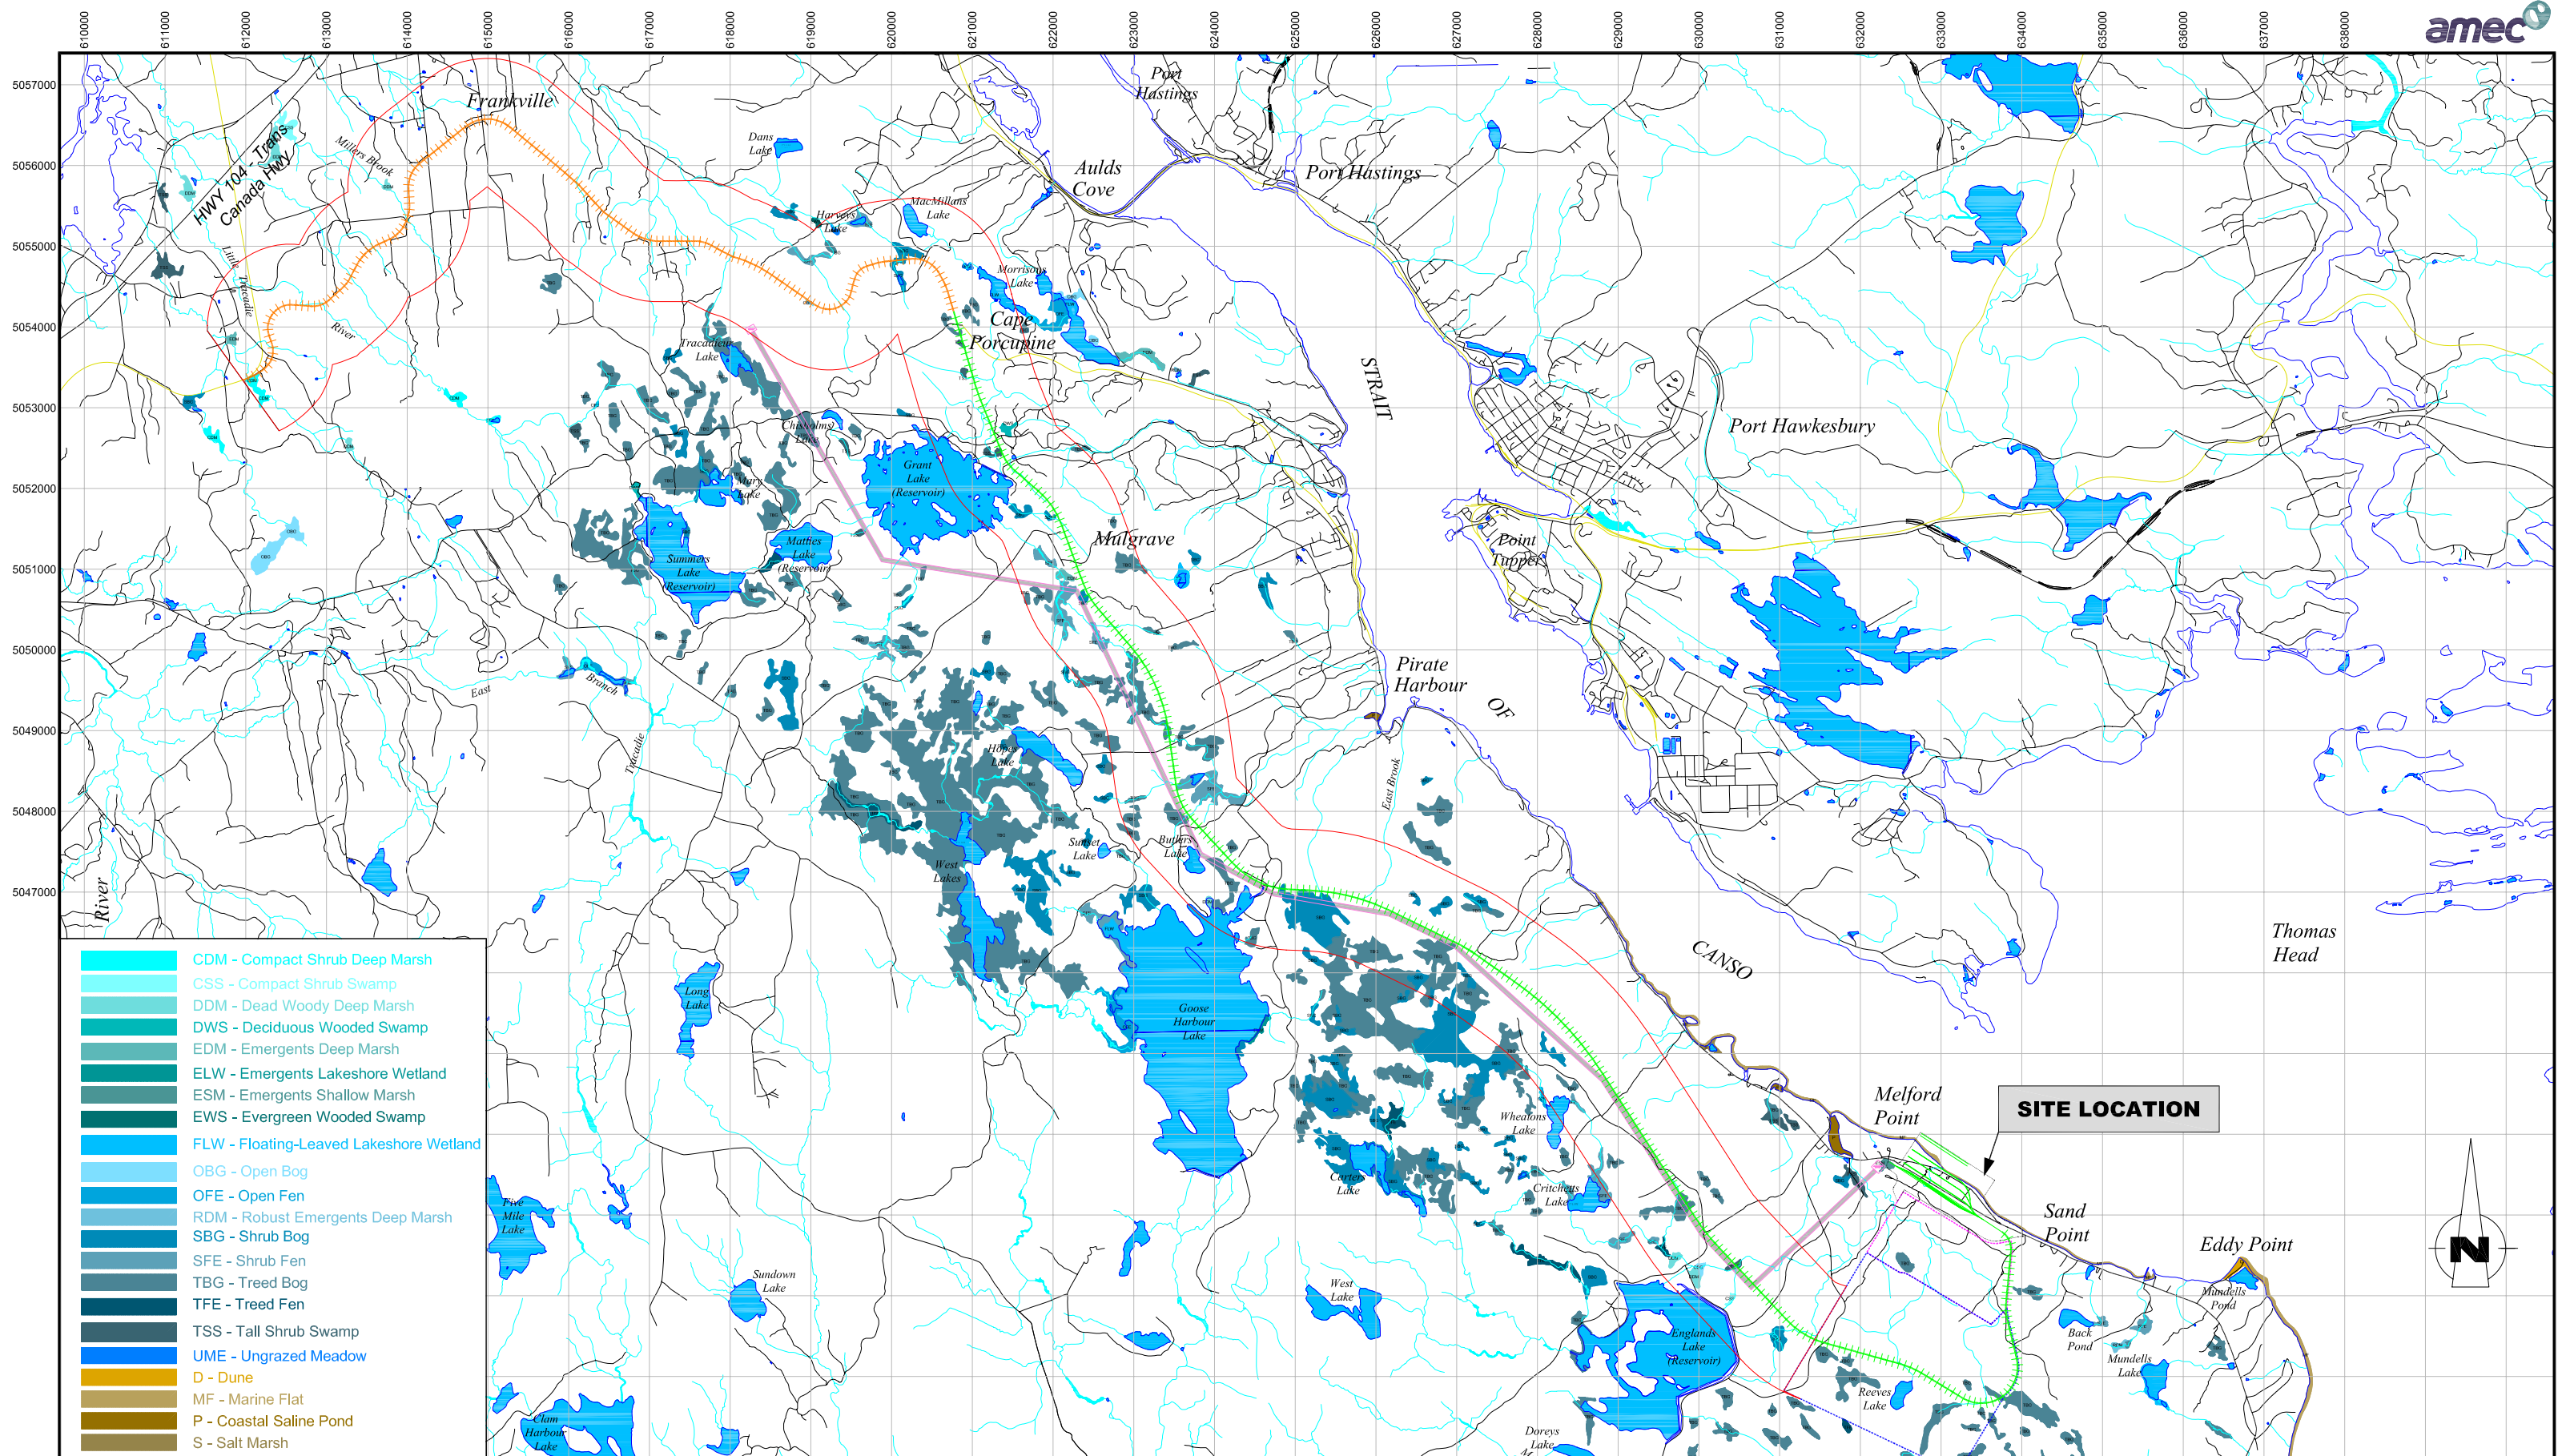 610000
611000
612000
613000
614000
615000
616000
617000
618000
619000
620000
621000
622000
623000
624000
625000
626000
627000
628000
629000
630000
631000
632000
633000
634000
635000
636000
637000
638000
amec
5057000
5056000
5055000
5054000
5053000
5052000
5051000
5050000
5049000
5048000
5047000
Frankville
Port
Hastings
HWY 104 - Trans
Canada Hwy
Millers Brook
Dans
Lake
Aulds
Cove
Port Hastings
MacMillans
Lake
Harveys
Lake
Little Tracadie
River
Morrisons
Lake
Cape
Porcupine
Tracadieux
Lake
STRAIT
Chisholms
Lake
Port Hawkesbury
Grant
Lake
(Reservoir)
Mary
Lake
Mulgrave
Matties
Lake
(Reservoir)
Summers
Lake
(Reservoir)
Point
Tupper
Pirate
Harbour
OF
East
Branch
Tracadie
Hopes
Lake
East Brook
Sunset
Lake
Butlers
Lake
West
Lakes
River
Thomas
Head
CANSO
Long
Lake
Goose
Harbour
Lake
Melford
Point
SITE LOCATION
Wheatons
Lake
Carters
Lake
Critchetts
Lake
Five
Mile
Lake
Sand
Point
Eddy Point
N
Sundown
Lake
West
Lake
Mundells
Pond
Englands
Lake
(Reservoir)
Back
Pond
Mundells
Lake
Reeves
Lake
Clam
Harbour
Lake
Doreys
Lake
CDM - Compact Shrub Deep Marsh
CSS - Compact Shrub Swamp
DDM - Dead Woody Deep Marsh
DWS - Deciduous Wooded Swamp
EDM - Emergents Deep Marsh
ELW - Emergents Lakeshore Wetland
ESM - Emergents Shallow Marsh
EWS - Evergreen Wooded Swamp
FLW - Floating-Leaved Lakeshore Wetland
OBG - Open Bog
OFE - Open Fen
RDM - Robust Emergents Deep Marsh
SBG - Shrub Bog
SFE - Shrub Fen
TBG - Treed Bog
TFE - Treed Fen
TSS - Tall Shrub Swamp
UME - Ungrazed Meadow
D - Dune
MF - Marine Flat
P - Coastal Saline Pond
S - Salt Marsh